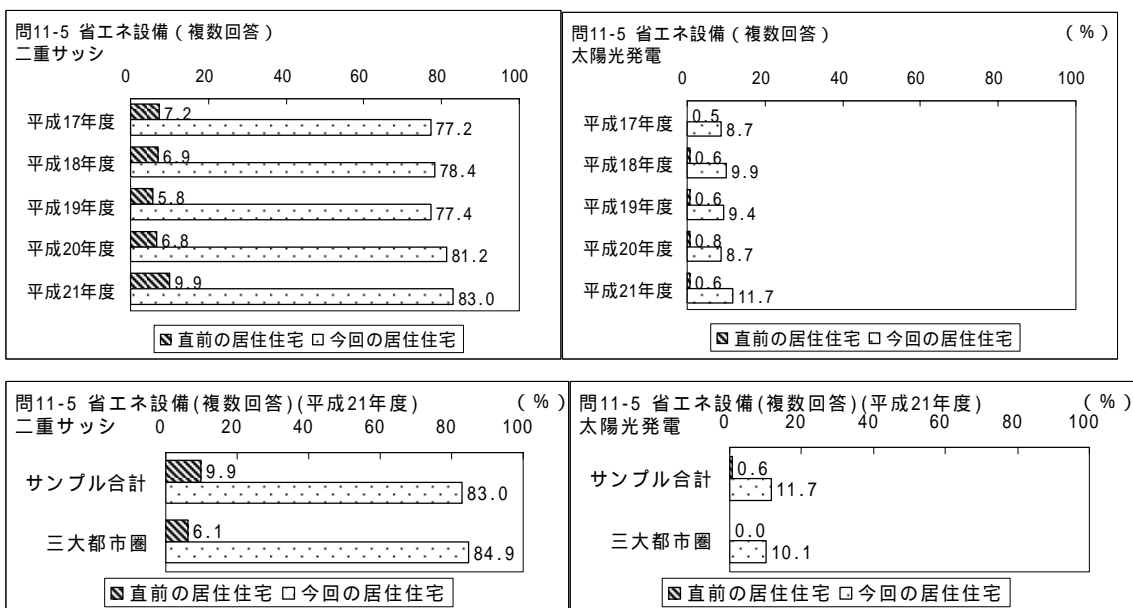 問11-5 省エネ設備（複数回答）
二重サッシ
0 20 40 60 80 100
平成17年度 7.2 77.2
平成18年度 6.9 78.4
平成19年度 5.8 77.4
平成20年度 6.8 81.2
平成21年度 9.9 83.0
直前の居住住宅 今回の居住住宅
問11-5 省エネ設備（複数回答） （％）
太陽光発電
0 20 40 60 80 100
平成17年度 0.5 8.7
平成18年度 0.6 9.9
平成19年度 0.6 9.4
平成20年度 0.8 8.7
平成21年度 0.6 11.7
直前の居住住宅 今回の居住住宅
問11-5 省エネ設備(複数回答)(平成21年度) （％）
二重サッシ 0 20 40 60 80 100
サンプル合計 9.9 83.0
三大都市圏 6.1 84.9
直前の居住住宅 今回の居住住宅
問11-5 省エネ設備(複数回答)(平成21年度) （％）
太陽光発電 0 20 40 60 80 100
サンプル合計 0.6 11.7
三大都市圏 0.0 10.1
直前の居住住宅 今回の居住住宅